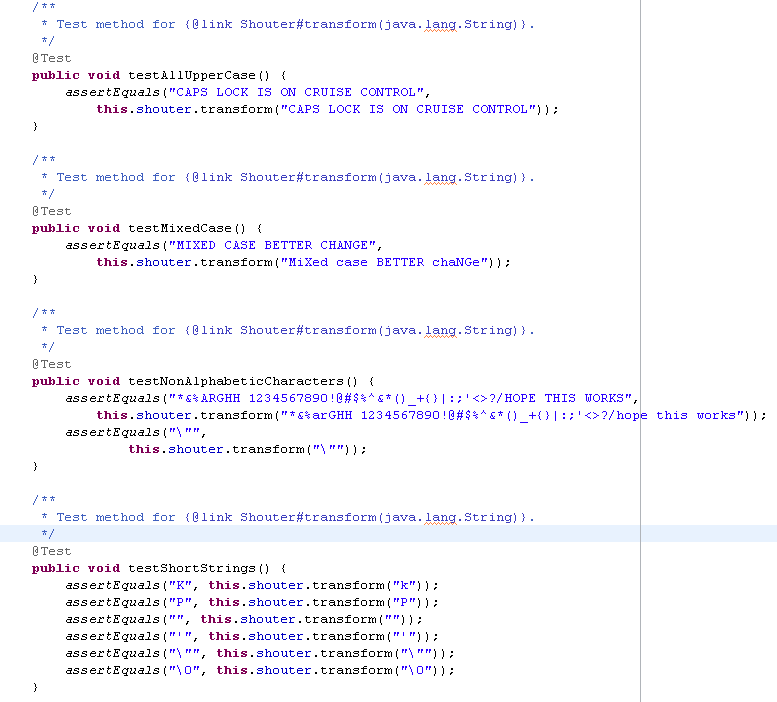 /**
 * Test method for {@link Shouter#transform(java.lang.String)}.
 */
@Test
public void testAllUpperCase() {
    assertEquals("CAPS LOCK IS ON CRUISE CONTROL",
        this.shouter.transform("CAPS LOCK IS ON CRUISE CONTROL"));
}

/**
 * Test method for {@link Shouter#transform(java.lang.String)}.
 */
@Test
public void testMixedCase() {
    assertEquals("MIXED CASE BETTER CHANGE",
        this.shouter.transform("MiXed case BETTER chaNGe"));
}

/**
 * Test method for {@link Shouter#transform(java.lang.String)}.
 */
@Test
public void testNonAlphabeticCharacters() {
    assertEquals("*&%ARGHH 1234567890!@#$%^&*()_+{}|:;'<>?/HOPE THIS WORKS",
        this.shouter.transform("*&%arGHH 1234567890!@#$%^&*()_+{}|:;'<>?/hope this works"));
    assertEquals("\"",
            this.shouter.transform("\""));
}

/**
 * Test method for {@link Shouter#transform(java.lang.String)}.
 */
@Test
public void testShortStrings() {
    assertEquals("K", this.shouter.transform("k"));
    assertEquals("P", this.shouter.transform("P"));
    assertEquals("", this.shouter.transform(""));
    assertEquals("'", this.shouter.transform("'"));
    assertEquals("\"", this.shouter.transform("\""));
    assertEquals("\0", this.shouter.transform("\0"));
}